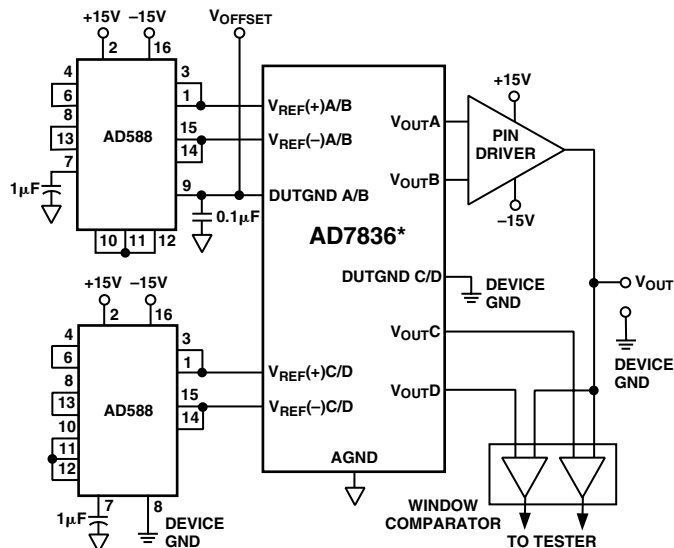 +15V –15V VOFFSET
2 16
4 3
6 1 VREF(+)A/B
8
13 AD588 15 VREF(–)A/B
14
7
1µF
9 DUTGND A/B
0.1µF
10 11 12
VOUTA
VOUTB
+15V
PIN
DRIVER
–15V
AD7836*
DUTGND C/D
DEVICE
GND
VOUT
DEVICE
GND
VOUTC
VOUTD
+15V –15V
2 16
4 3
6 1 VREF(+)C/D
8 15 VREF(–)C/D
13 AD588 14
10
11
12
7 8
1µF
DEVICE
GND
AGND
WINDOW
COMPARATOR
TO TESTER